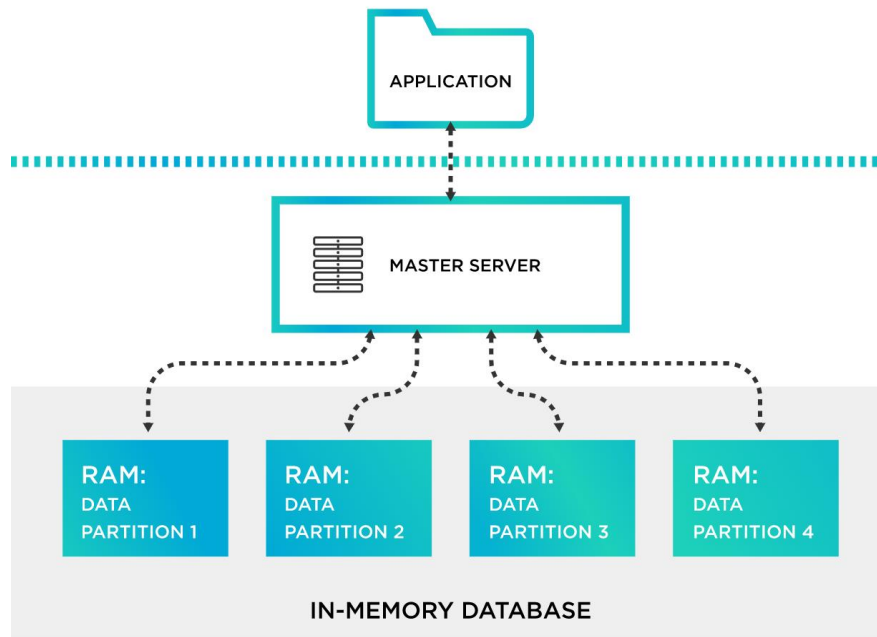 APPLICATION
MASTER SERVER
RAM:
DATA
PARTITION 1
RAM:
DATA
PARTITION 2
RAM:
DATA
PARTITION 3
RAM:
DATA
PARTITION 4
IN-MEMORY DATABASE